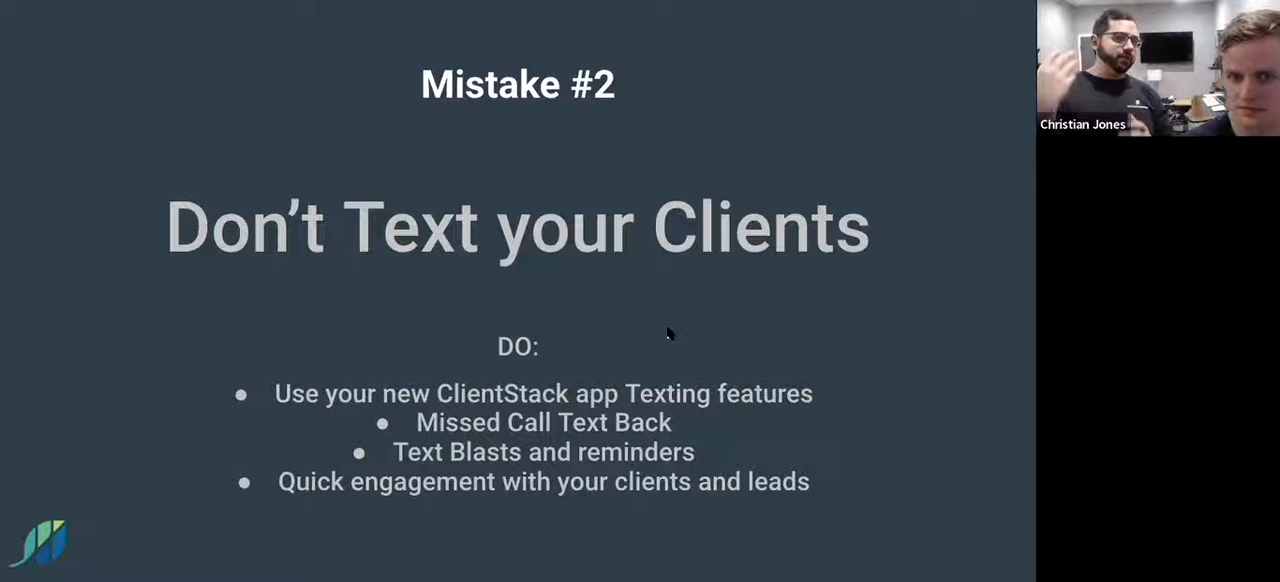 Mistake #2
Don't Text your Clients
DO:
● Use your new ClientStack app Texting features
● Missed Call Text Back
● Text Blasts and reminders
● Quick engagement with your clients and leads
Christian Jones